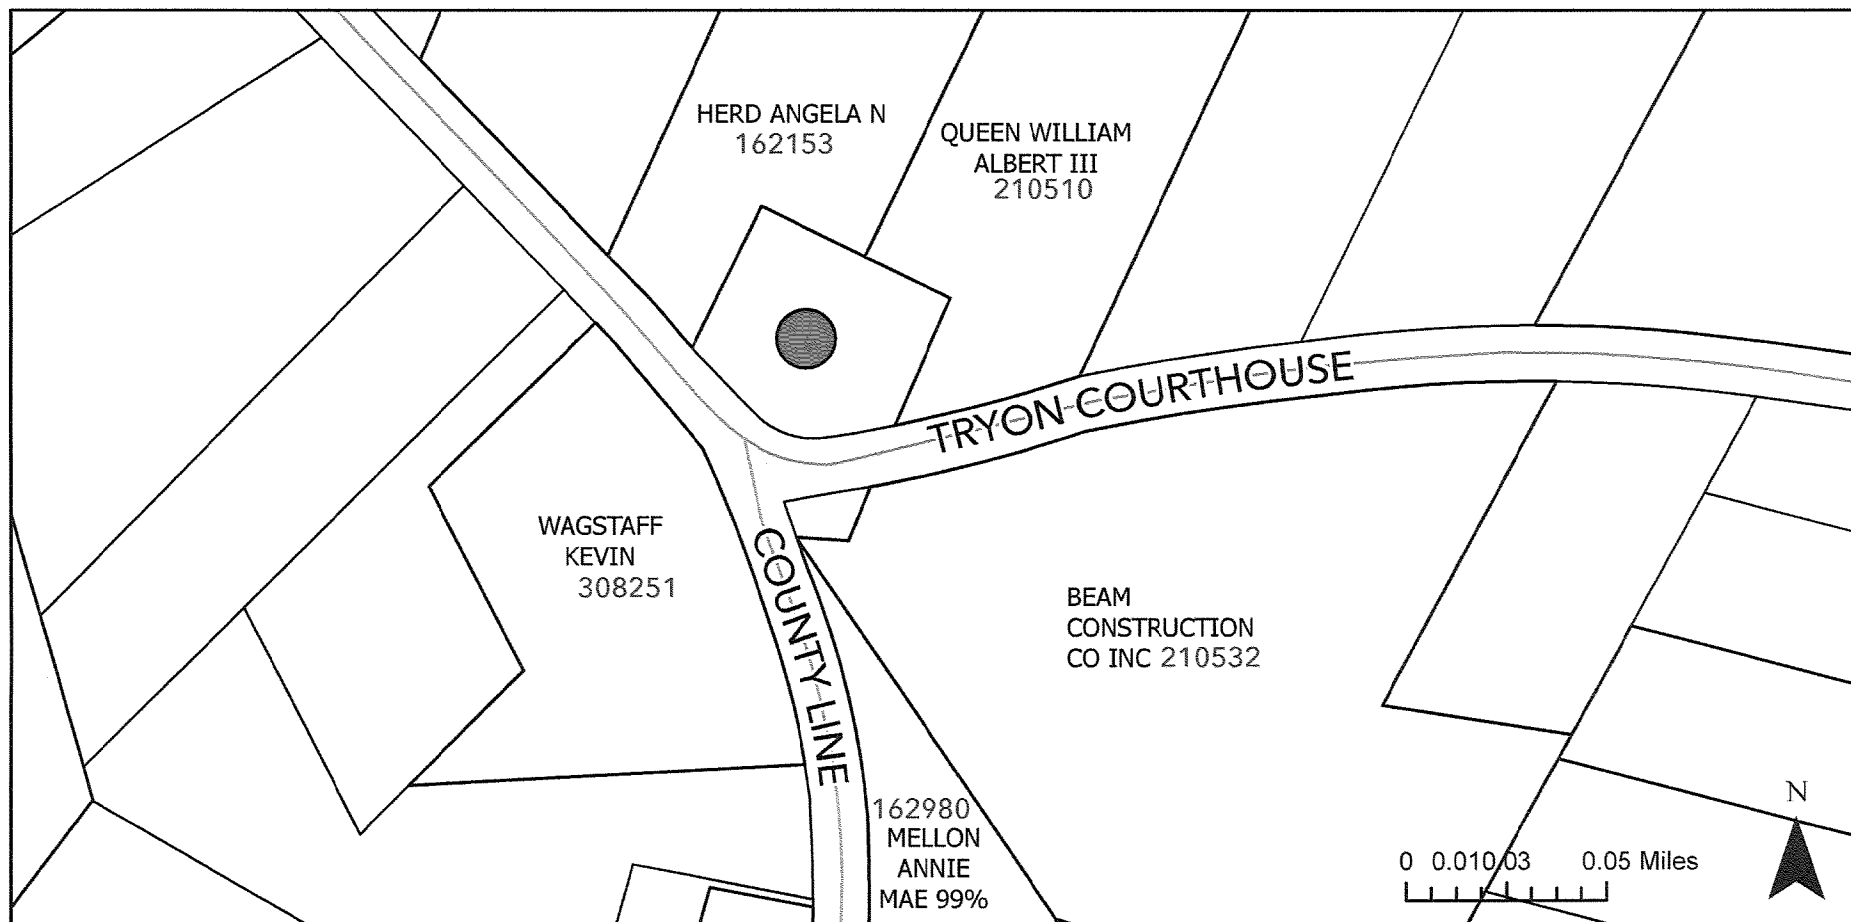 HERD ANGELA N
162153
QUEEN WILLIAM
ALBERT III
210510
TRYON COURTHOUSE
WAGSTAFF
KEVIN
308251
COUNTY LINE
BEAM
CONSTRUCTION
CO INC 210532
162980
MELLON
ANNIE
MAE 99%
N
0 0.010.03 0.05 Miles